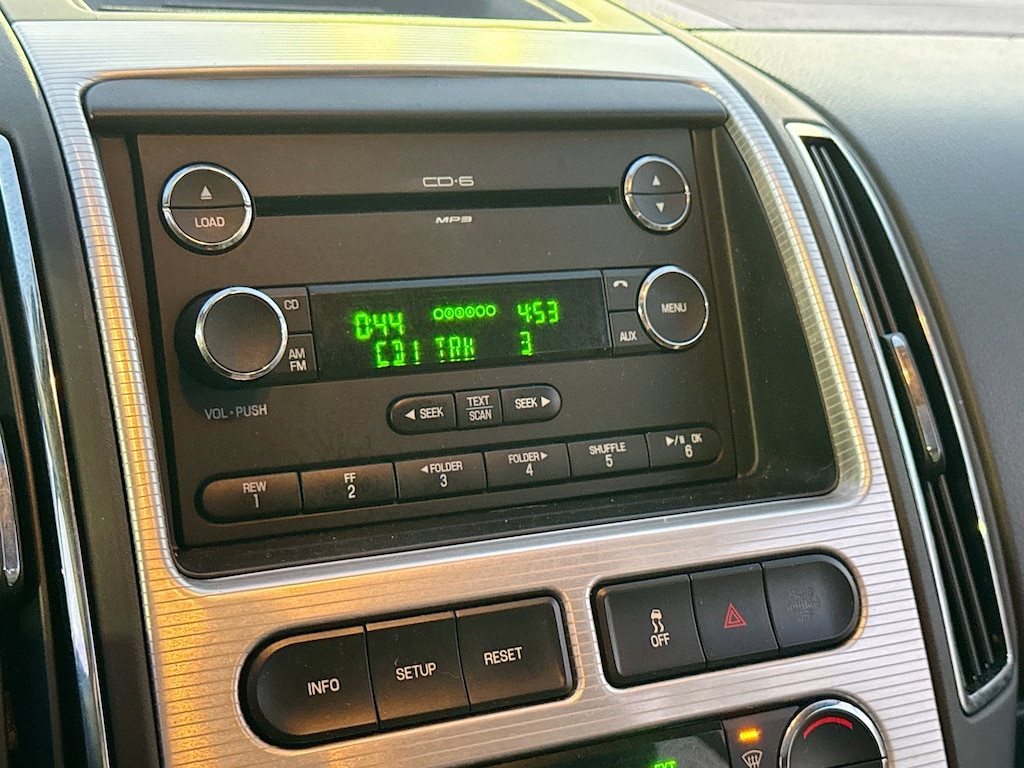 CD·6
LOAD
MP3
CD
0:44 4:53
MENU
AM
FM
CD1 TRK 3
AUX
VOL·PUSH
SEEK
TEXT
SCAN
SEEK
REW
1
FF
2
FOLDER
3
FOLDER
4
SHUFFLE
5
OK
6
INFO
SETUP
RESET
OFF
EXT